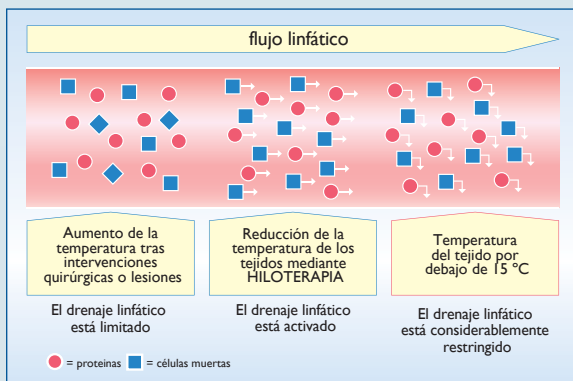 flujo linfático
Aumento de la
temperatura tras
intervenciones
quirúrgicas o lesiones
Reducción de la
temperatura de los
tejidos mediante
HILOTERAPIA
Temperatura
del tejido por
debajo de 15 ºC
El drenaje linfático
está limitado
El drenaje linfático
está activado
El drenaje linfático
está considerablemente
restringido
= proteinas = células muertas